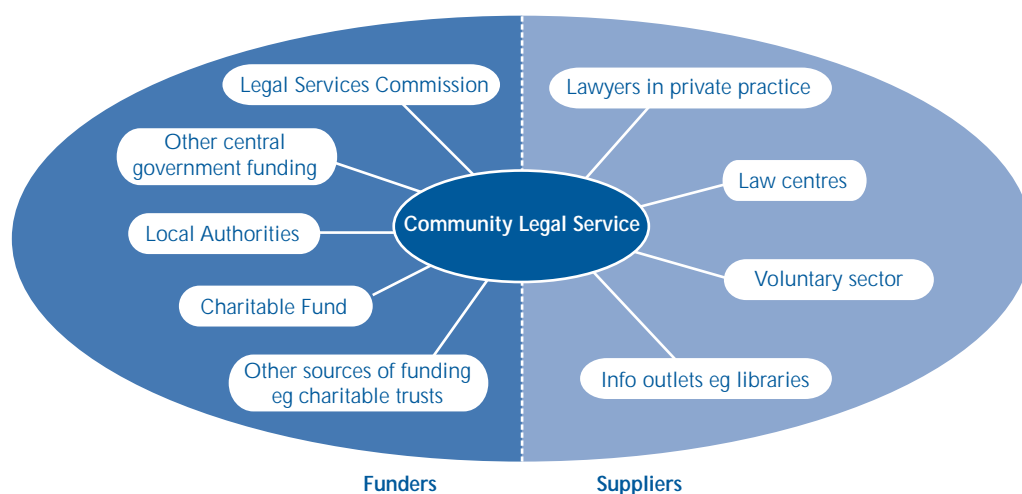 Legal Services Commission
Other central
government funding
Local Authorities
Charitable Fund
Other sources of funding
eg charitable trusts
Community Legal Service
Lawyers in private practice
Law centres
Voluntary sector
Info outlets eg libraries
Funders
Suppliers